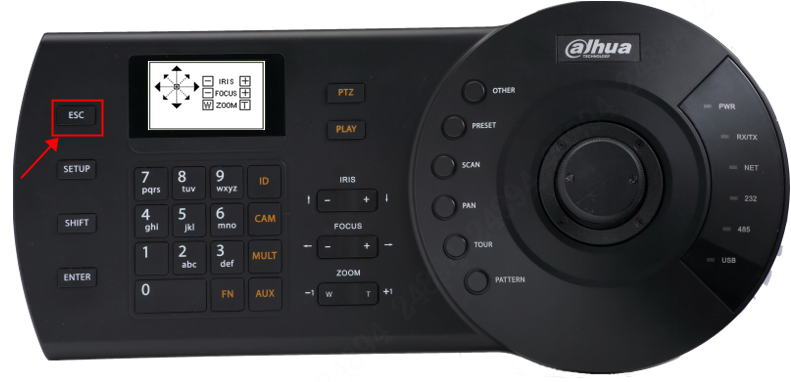 alhua
TECHNOLOGY
ESC
SETUP
SHIFT
ENTER
- IRIS +
- FOCUS +
W ZOOM T
PTZ
PLAY
7 pqrs
8 tuv
9 wxyz
ID
4 ghi
5 jkl
6 mno
CAM
1
2 abc
3 def
MULT
0
FN
AUX
IRIS
- +
FOCUS
- +
ZOOM
-1 W T +1
OTHER
PRESET
SCAN
PAN
TOUR
PATTERN
PWR
RX/TX
NET
232
485
USB